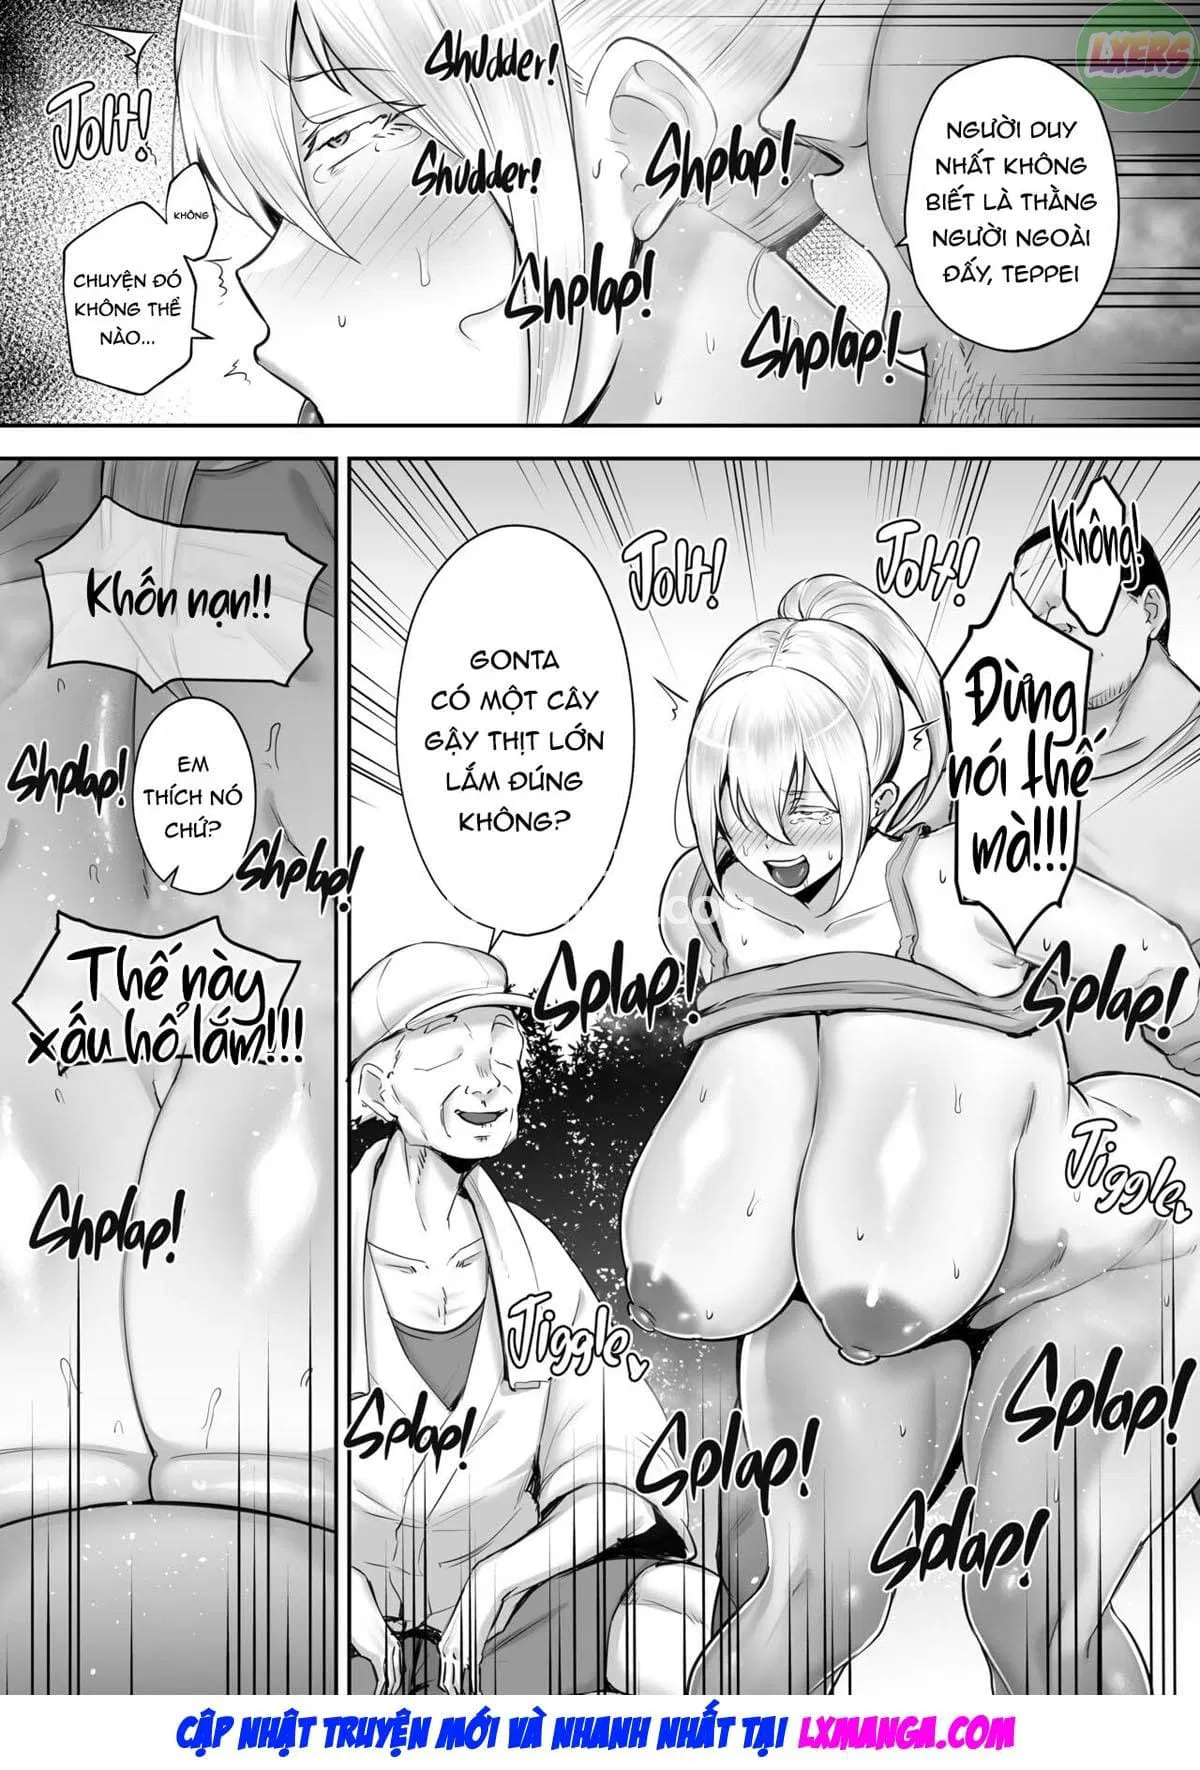 LXERS
NGƯỜI DUY
NHẤT KHÔNG
BIẾT LÀ THẰNG
NGƯỜI NGOÀI
ĐẤY, TEPPEI
Shudder!
Shudder!
Shplap!
Shplap!
Shplap!
Jolt!
KHÔNG
CHUYỆN ĐÓ
KHÔNG THỂ
NÀO...
Không!
Đừng
nói thế
mà!!!
Jolt!
Jolt!
GONTA
CÓ MỘT CÂY
GẬY THỊT LỚN
LẮM ĐÚNG
KHÔNG?
Splap!
Splap!
Jiggle
Jiggle
Splap!
Splap!
Splap!
Splap!
Khốn nạn!!
EM
THÍCH NÓ
CHỨ?
Shplap!
Shplap!
Thế này
xấu hổ lắm!!!
Shplap!
CẬP NHẬT TRUYỆN MỚI VÀ NHANH NHẤT TẠI LXMANGA.COM